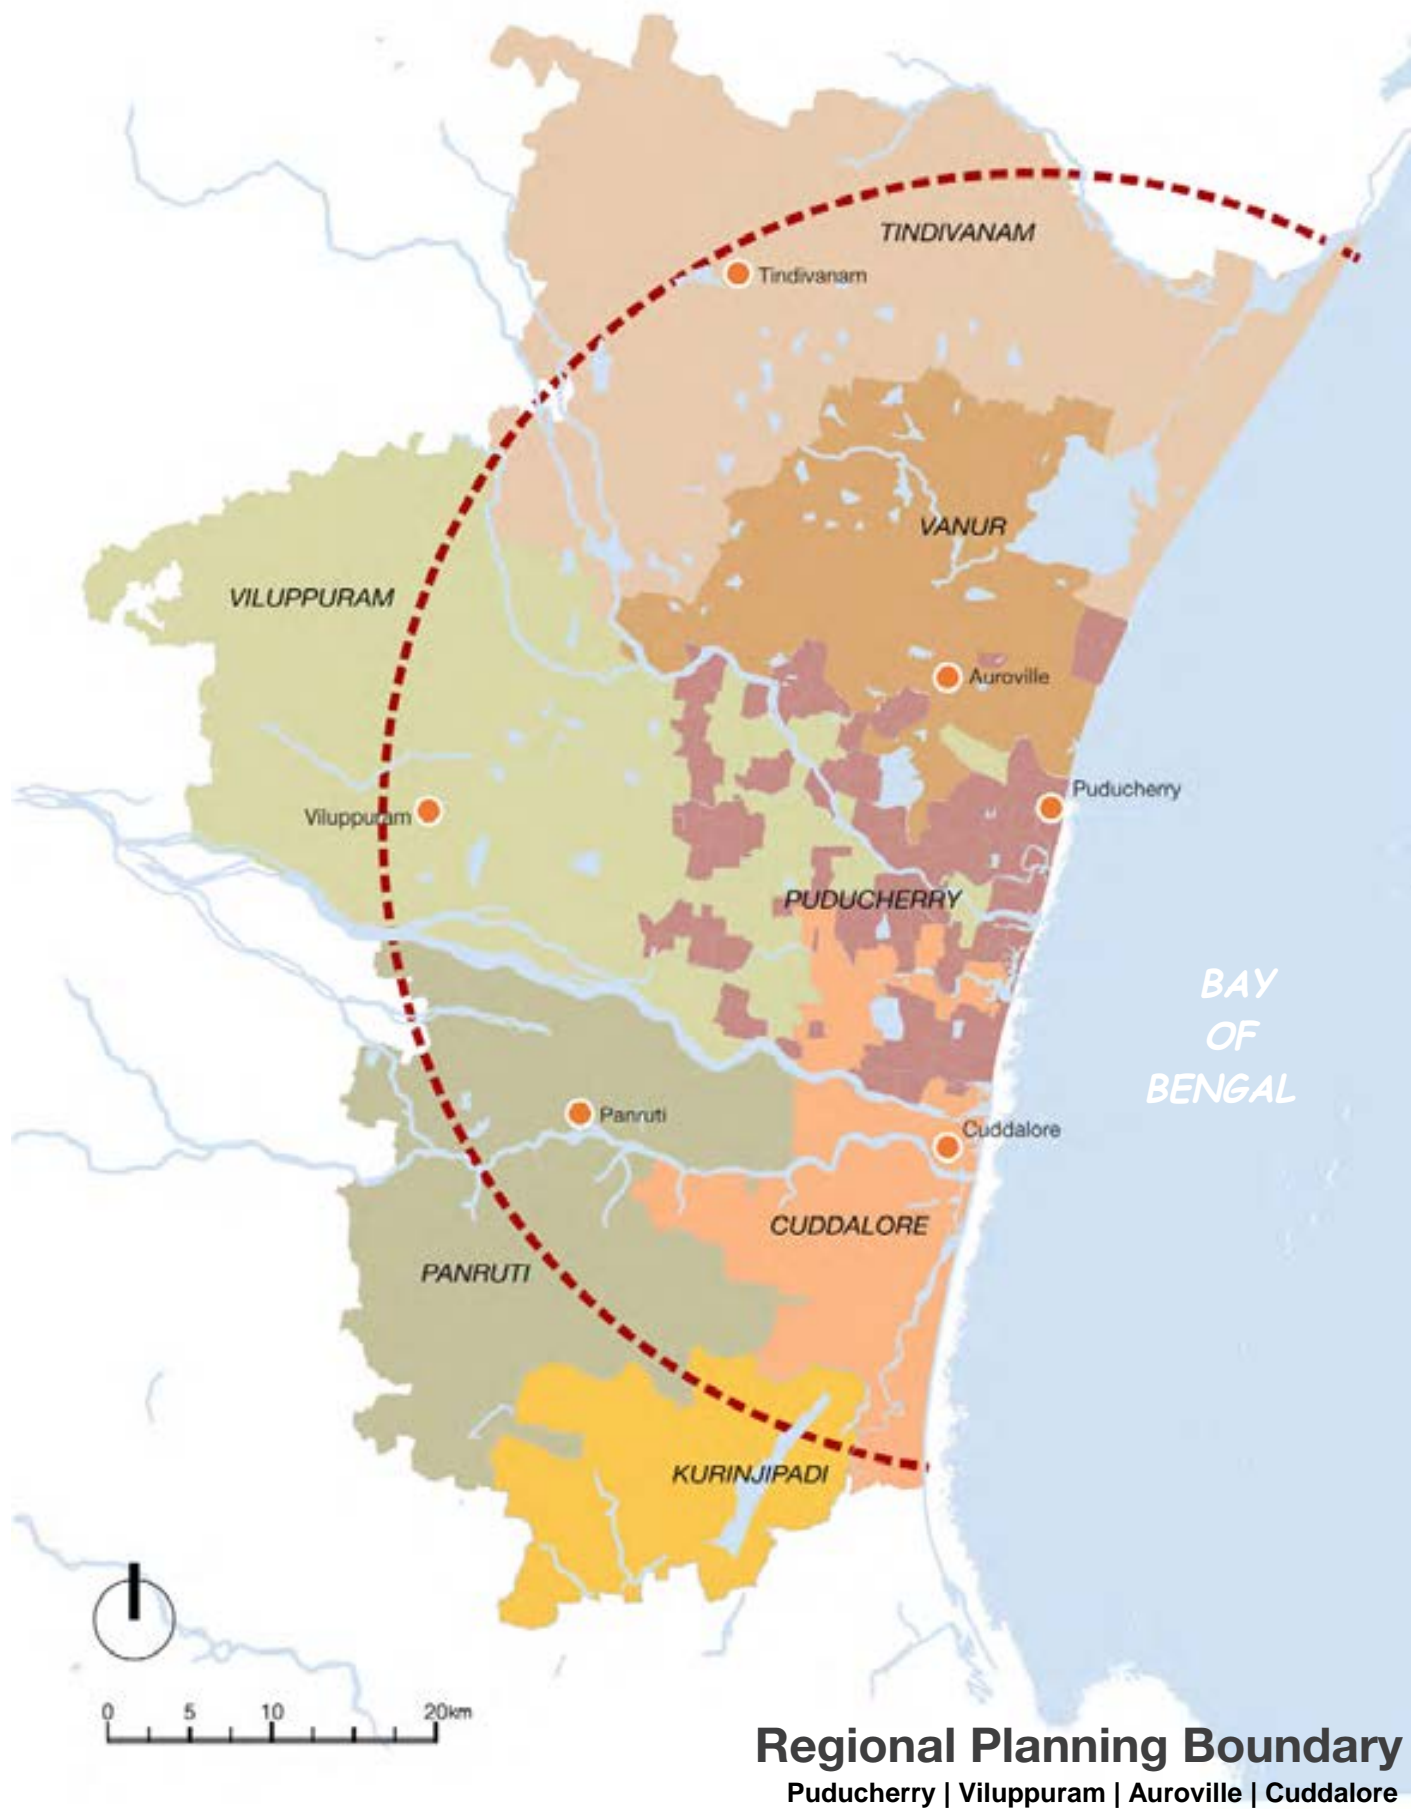 TINDIVANAM
Tindivanam
VANUR
VILUPPURAM
Auroville
Puducherry
Viluppuram
PUDUCHERRY
BAY
OF
BENGAL
Panruti
Cuddalore
CUDDALORE
PANRUTI
KURINJIPADI
0 5 10 20km
Regional Planning Boundary
Puducherry | Viluppuram | Auroville | Cuddalore